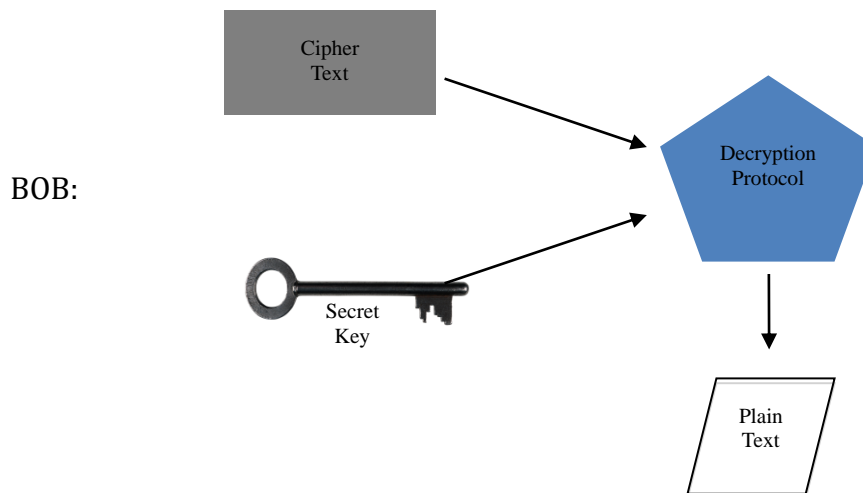 Cipher
Text
Decryption
Protocol
BOB:
Secret
Key
Plain
Text